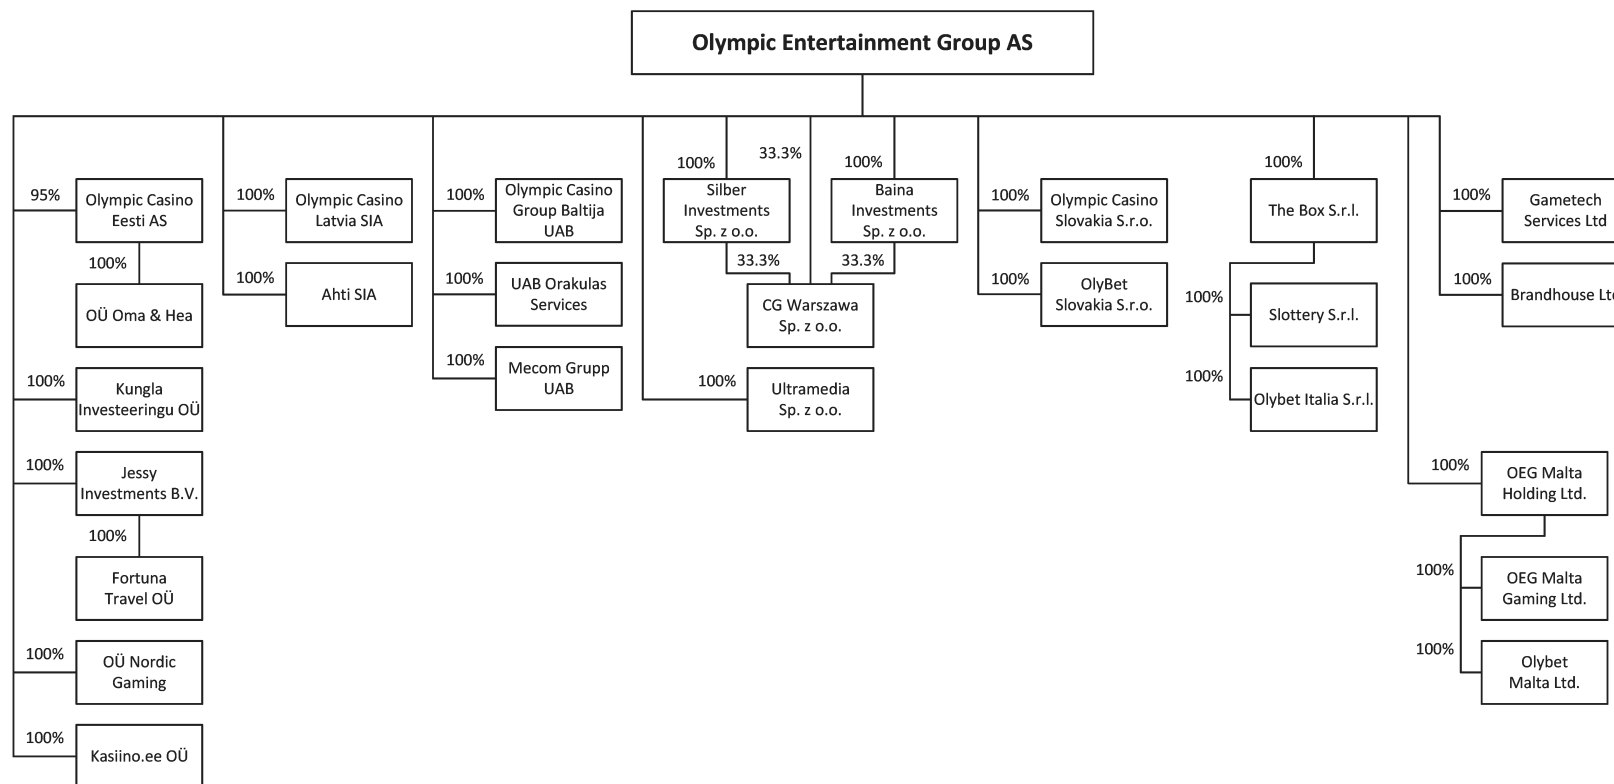 Olympic Entertainment Group AS
95%
Olympic Casino
Eesti AS
100%
OÜ Oma & Hea
100%
Kungla
Investeeringu OÜ
100%
Jessy
Investments B.V.
100%
Fortuna
Travel OÜ
100%
OÜ Nordic
Gaming
100%
Kasiino.ee OÜ
100%
Olympic Casino
Latvia SIA
100%
Ahti SIA
100%
Olympic Casino
Group Baltija
UAB
100%
UAB Orakulas
Services
100%
Mecom Grupp
UAB
100%
Silber
Investments
Sp. z o.o.
33.3%
33.3%
100%
Baina
Investments
Sp. z o.o.
33.3%
CG Warszawa
Sp. z o.o.
100%
Ultramedia
Sp. z o.o.
100%
Olympic Casino
Slovakia S.r.o.
100%
OlyBet
Slovakia S.r.o.
100%
The Box S.r.l.
100%
Slottery S.r.l.
100%
Olybet Italia S.r.l.
100%
Gametech
Services Ltd
100%
Brandhouse Ltd
100%
OEG Malta
Holding Ltd.
100%
OEG Malta
Gaming Ltd.
100%
Olybet
Malta Ltd.